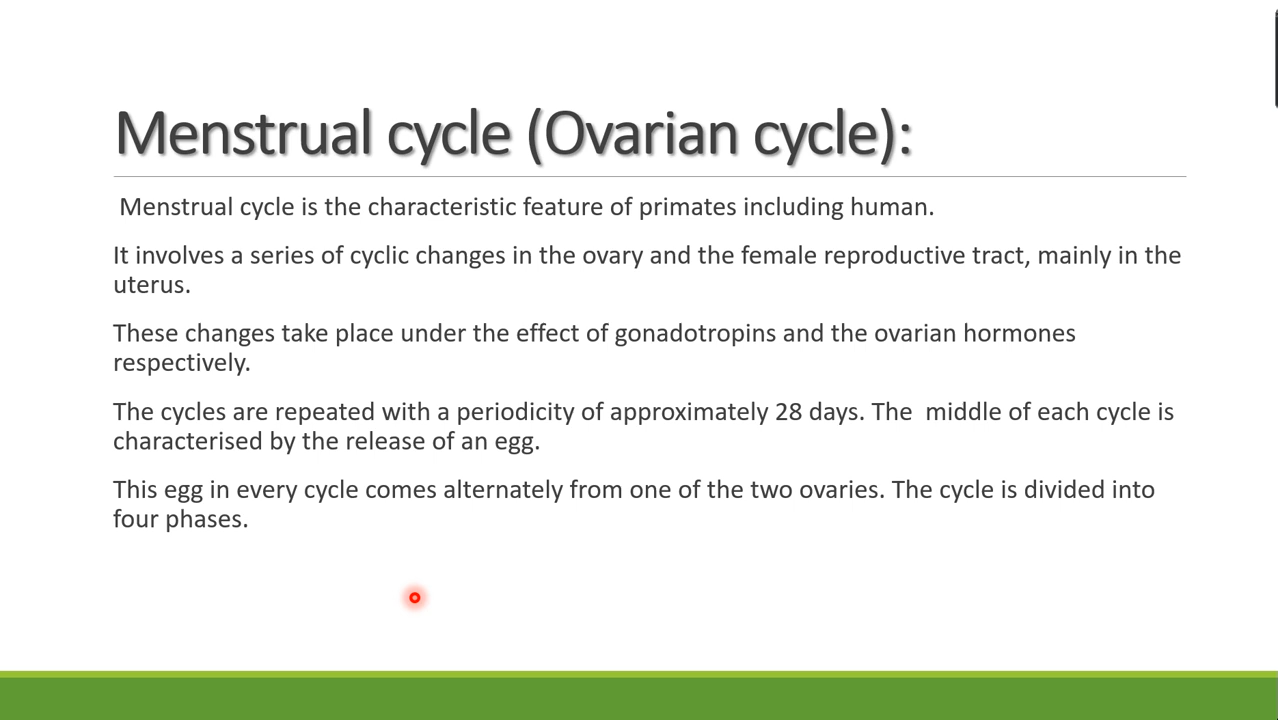 Menstrual cycle (Ovarian cycle):
Menstrual cycle is the characteristic feature of primates including human.
It involves a series of cyclic changes in the ovary and the female reproductive tract, mainly in the
uterus.
These changes take place under the effect of gonadotropins and the ovarian hormones
respectively.
The cycles are repeated with a periodicity of approximately 28 days. The  middle of each cycle is
characterised by the release of an egg.
This egg in every cycle comes alternately from one of the two ovaries. The cycle is divided into
four phases.